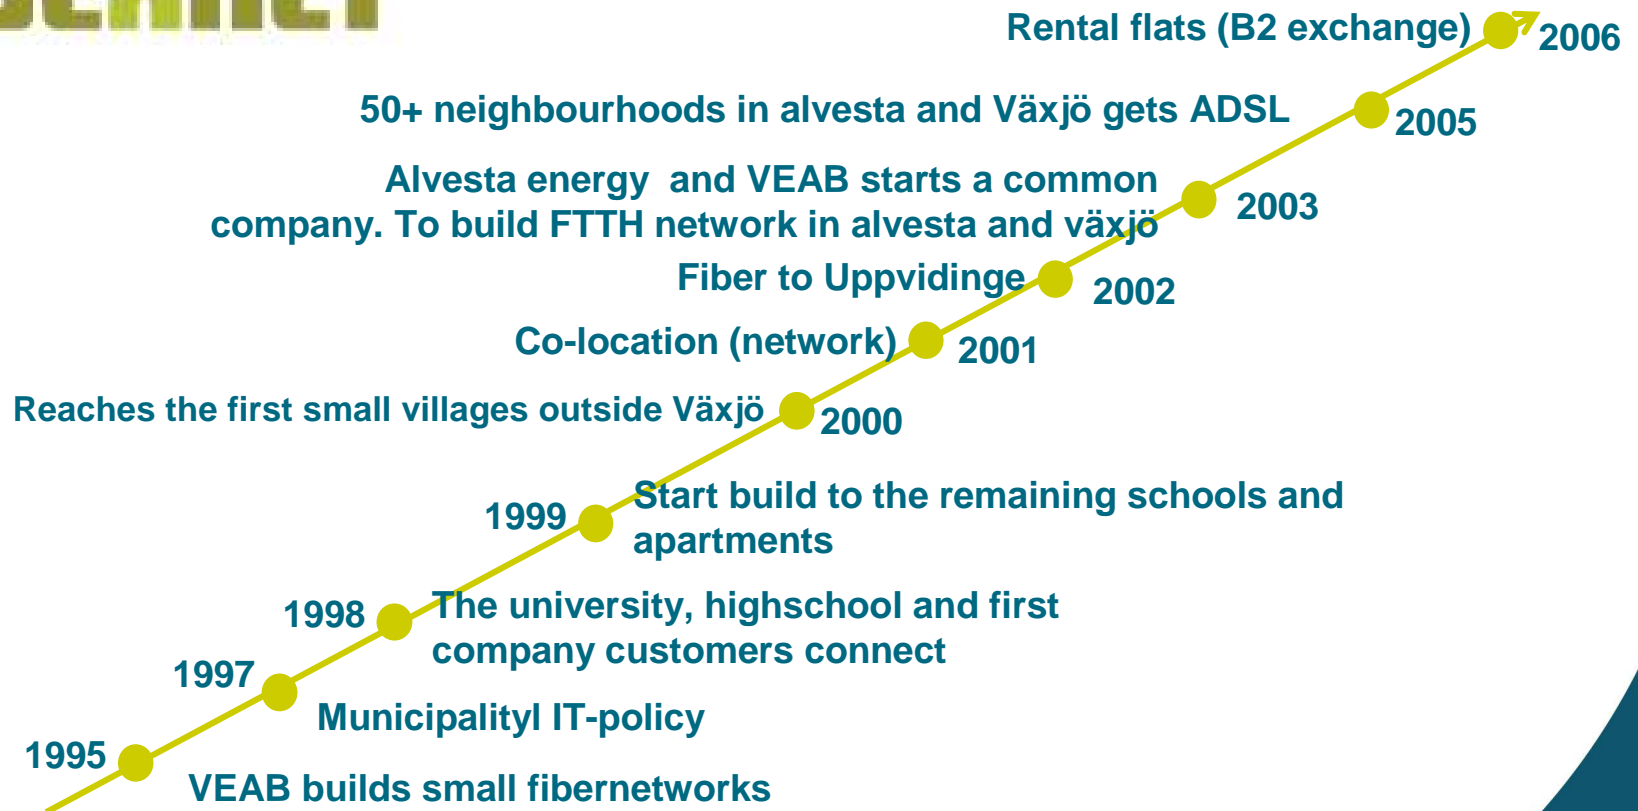 Rental flats (B2 exchange)
2006
50+ neighbourhoods in alvesta and Växjö gets ADSL
2005
Alvesta energy  and VEAB starts a common
company. To build FTTH network in alvesta and växjö
2003
Fiber to Uppvidinge
2002
Co-location (network)
2001
Reaches the first small villages outside Växjö
2000
1999
Start build to the remaining schools and
apartments
1998
The university, highschool and first
company customers connect
1997
Municipalityl IT-policy
1995
VEAB builds small fibernetworks